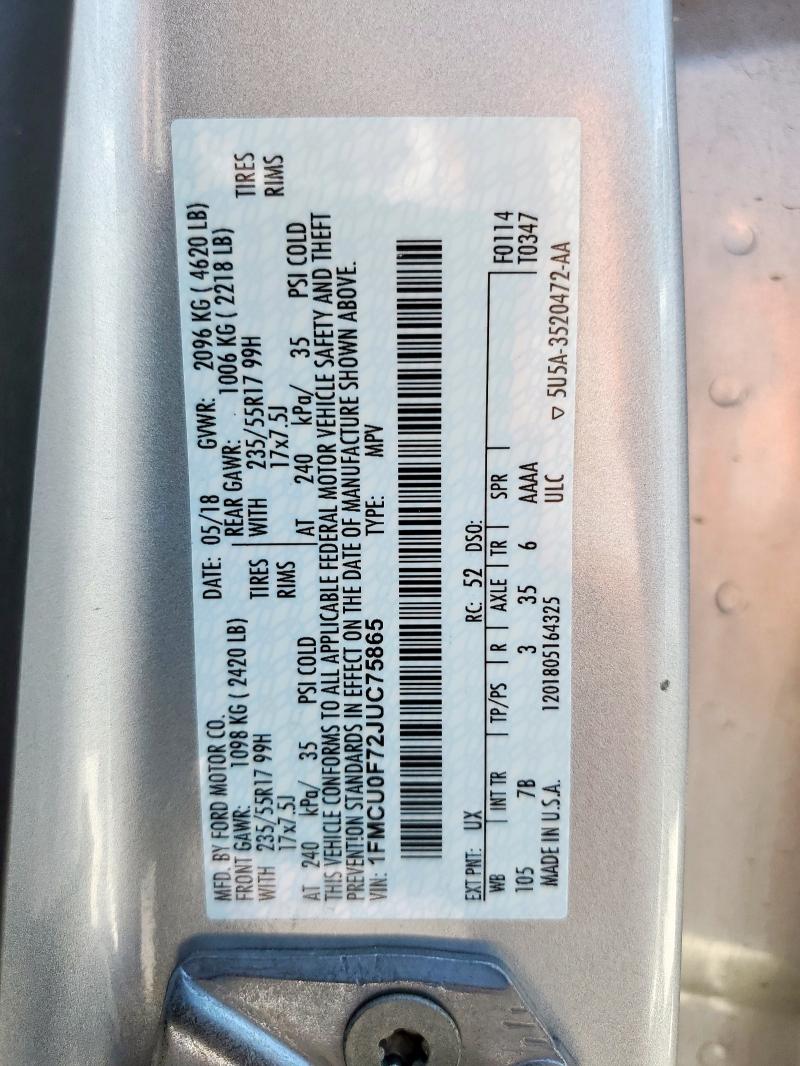 MFD. BY FORD MOTOR CO. DATE: 05/18 GVWR: 2096 KG ( 4620 LB)
FRONT GAWR: 1098 KG ( 2420 LB) REAR GAWR: 1006 KG ( 2218 LB)
WITH 235/55R17 99H TIRES WITH 235/55R17 99H TIRES
17x7.5J RIMS 17x7.5J RIMS
AT 240 kPa/ 35 PSI COLD AT 240 kPa/ 35 PSI COLD
THIS VEHICLE CONFORMS TO ALL APPLICABLE FEDERAL MOTOR VEHICLE SAFETY AND THEFT
PREVENTION STANDARDS IN EFFECT ON THE DATE OF MANUFACTURE SHOWN ABOVE.
VIN: 1FMCU0F72JUC75865 TYPE: MPV
EXT PNT: UX RC: 52 DSO:
WB INT TR TP/PS R AXLE TR SPR F0114
105 7B 3 35 6 AAAA T0347
MADE IN U.S.A. 1201805164325 ULC
▽ 5U5A-3520472-AA